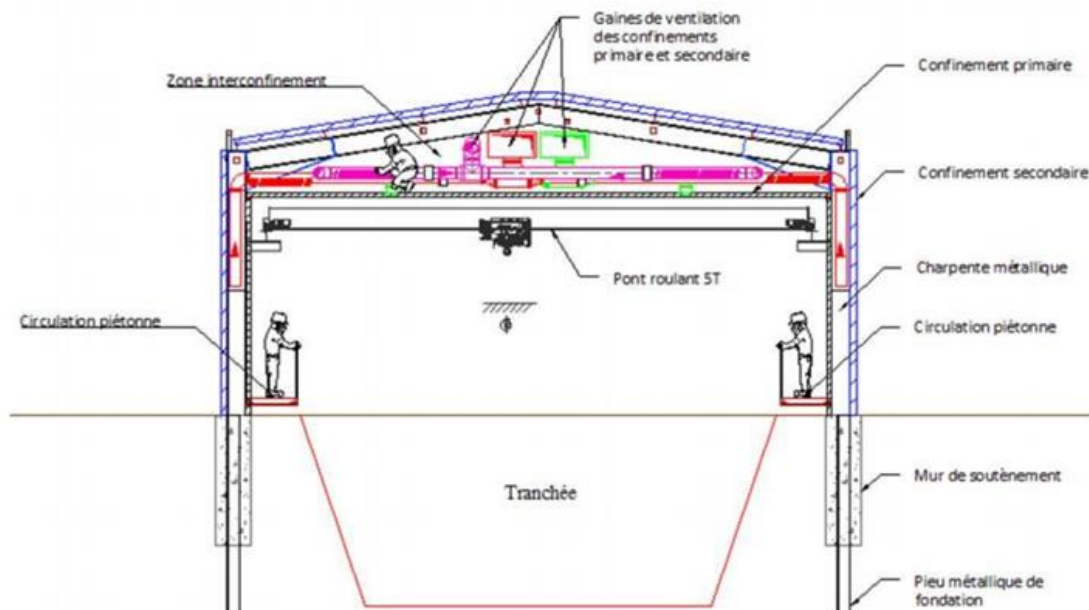 Gaines de ventilation
des confinements
primaire et secondaire
Zone interconfinement
Confinement primaire
Confinement secondaire
Pont roulant 5T
Charpente métallique
Circulation piétonne
Circulation piétonne
Tranchée
Mur de soutènement
Pieu métallique de
fondation